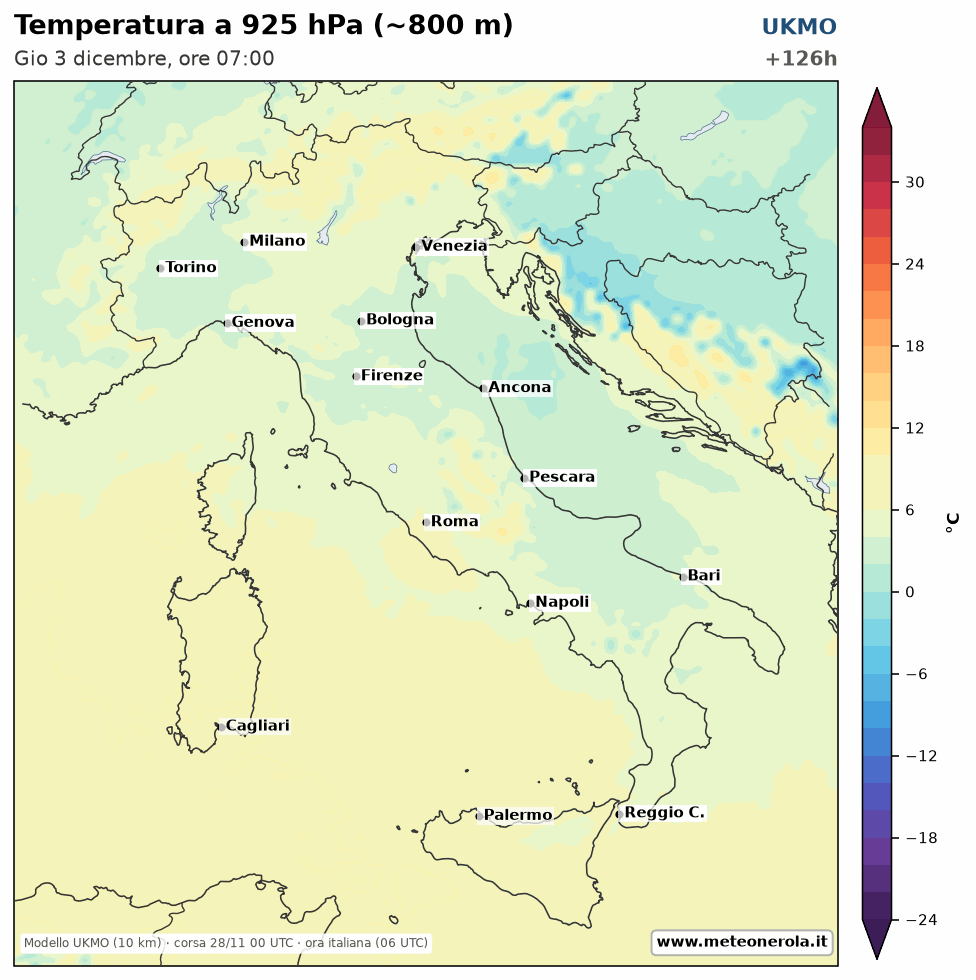 Temperatura a 925 hPa (~800 m)
UKMO
Gio 3 dicembre, ore 07:00
+126h
Milano
Venezia
Torino
Genova
Bologna
Firenze
Ancona
Pescara
Roma
Bari
Napoli
Cagliari
Palermo
Reggio C.
30
24
18
12
6
0
−6
−12
−18
−24
°C
Modello UKMO (10 km) · corsa 28/11 00 UTC · ora italiana (06 UTC)
www.meteonerola.it